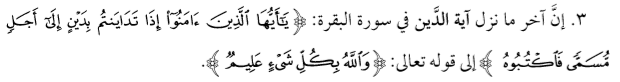 ٣. إنَّ آخر ما نزل آية الدَّين في سورة البقرة: ﴿يَٰٓأَيُّهَا ٱلَّذِينَ ءَامَنُوٓاْ إِذَا تَدَايَنتُم بِدَيۡنٍ إِلَىٰٓ أَجَلٖ
مُّسَمّٗى فَٱكۡتُبُوهُ﴾ إلى قوله تعالى: ﴿وَٱللَّهُ بِكُلِّ شَيۡءٍ عَلِيمٞ﴾.